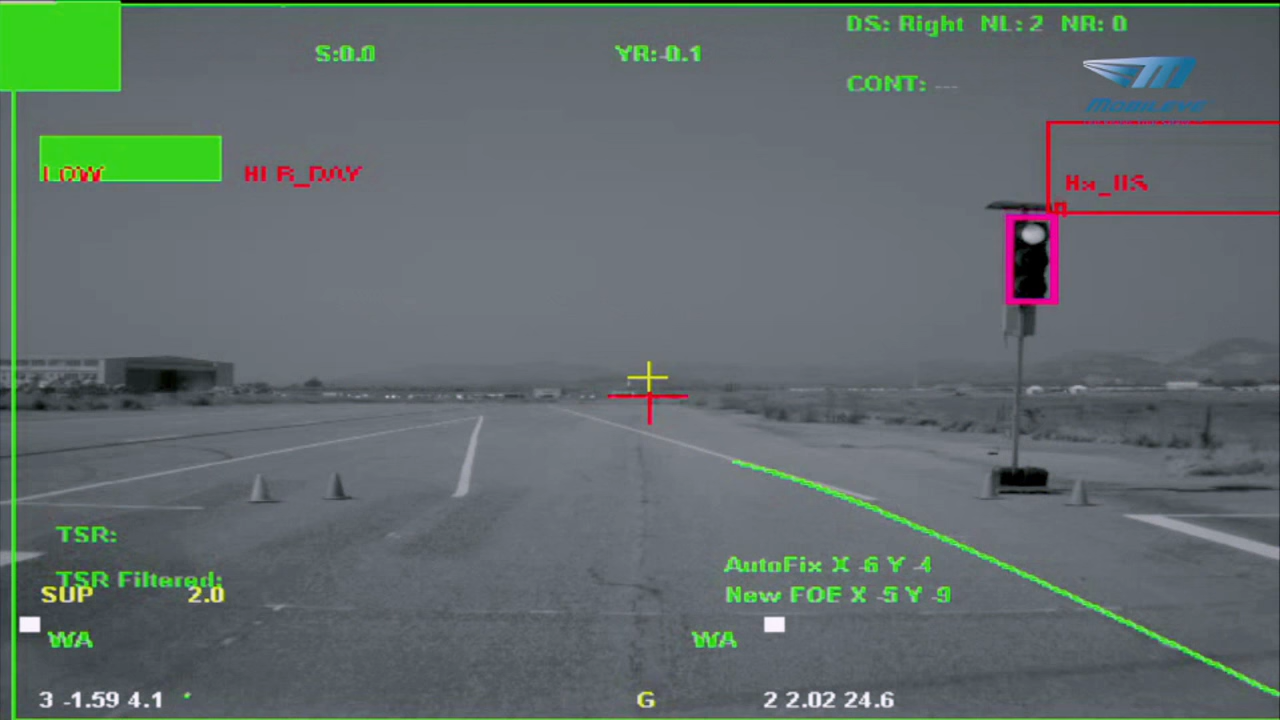 DS: Right NL: 2 NR: 0
S:0.0 YR:-0.1
CONT: ---
MOBILEYE
LOW HLB_DAY
TSR:
TSR Filtered:
SUP 2.0
AutoFix X -6 Y -4
New FOE X -5 Y -9
WA WA
3 -1.59 4.1 G 2 2.02 24.6